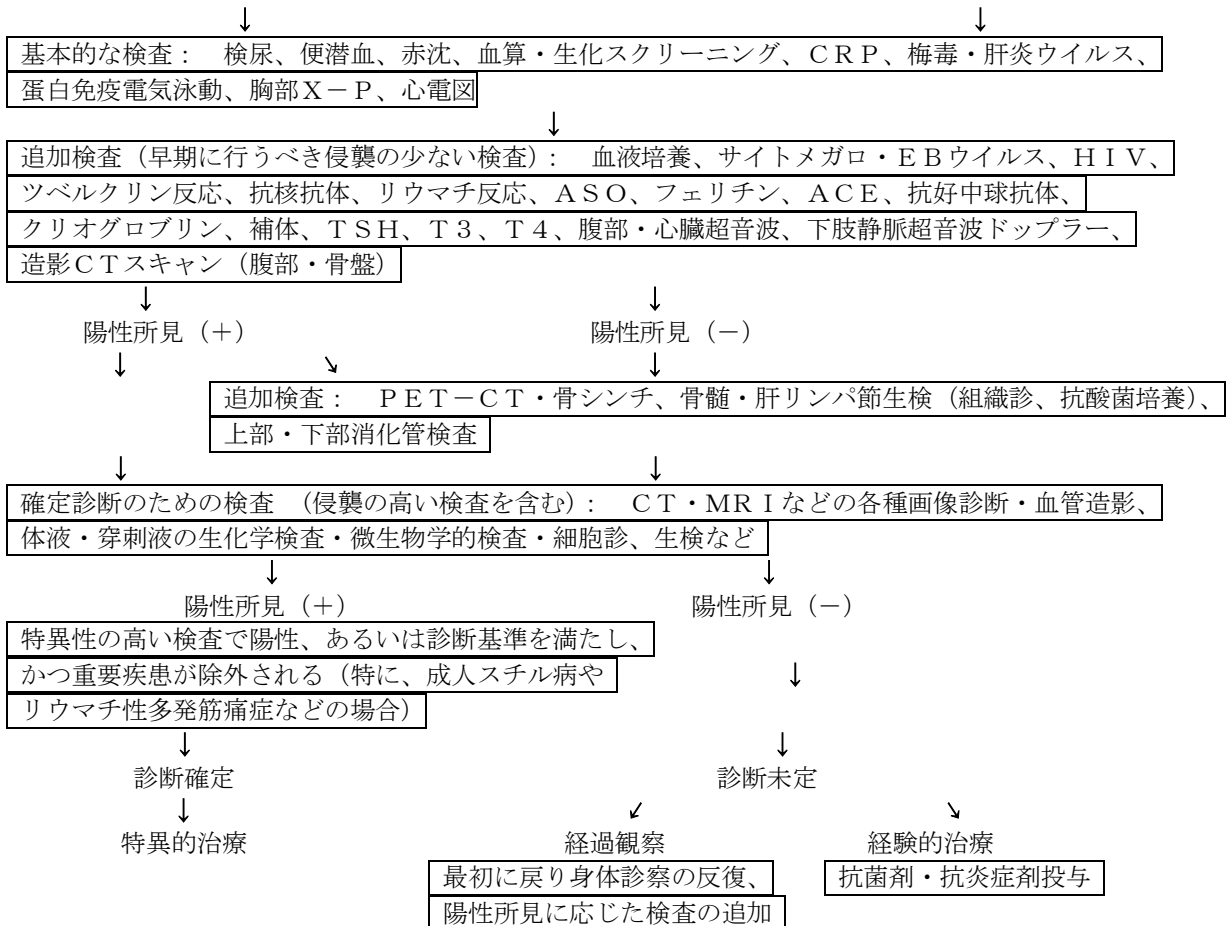 ↓ ↓
基本的な検査： 検尿、便潜血、赤沈、血算・生化スクリーニング、ＣＲＰ、梅毒・肝炎ウイルス、
蛋白免疫電気泳動、胸部Ｘ－Ｐ、心電図
↓
追加検査（早期に行うべき侵襲の少ない検査）： 血液培養、サイトメガロ・ＥＢウイルス、ＨＩＶ、
ツベルクリン反応、抗核抗体、リウマチ反応、ＡＳＯ、フェリチン、ＡＣＥ、抗好中球抗体、
クリオグロブリン、補体、ＴＳＨ、Ｔ３、Ｔ４、腹部・心臓超音波、下肢静脈超音波ドップラー、
造影ＣＴスキャン（腹部・骨盤）
↓ ↓
陽性所見（＋） 陽性所見（－）
↓ ↘ ↓
追加検査： ＰＥＴ－ＣＴ・骨シンチ、骨髄・肝リンパ節生検（組織診、抗酸菌培養）、
上部・下部消化管検査
↓ ↓
確定診断のための検査 （侵襲の高い検査を含む）： ＣＴ・ＭＲＩなどの各種画像診断・血管造影、
体液・穿刺液の生化学検査・微生物学的検査・細胞診、生検など
↓ ↓
陽性所見（＋） 陽性所見（－）
特異性の高い検査で陽性、あるいは診断基準を満たし、
かつ重要疾患が除外される（特に、成人スチル病や ↓
リウマチ性多発筋痛症などの場合）
↓ ↓
診断確定 診断未定
↓ ↙ ↘
特異的治療 経過観察 経験的治療
最初に戻り身体診察の反復、 抗菌剤・抗炎症剤投与
陽性所見に応じた検査の追加